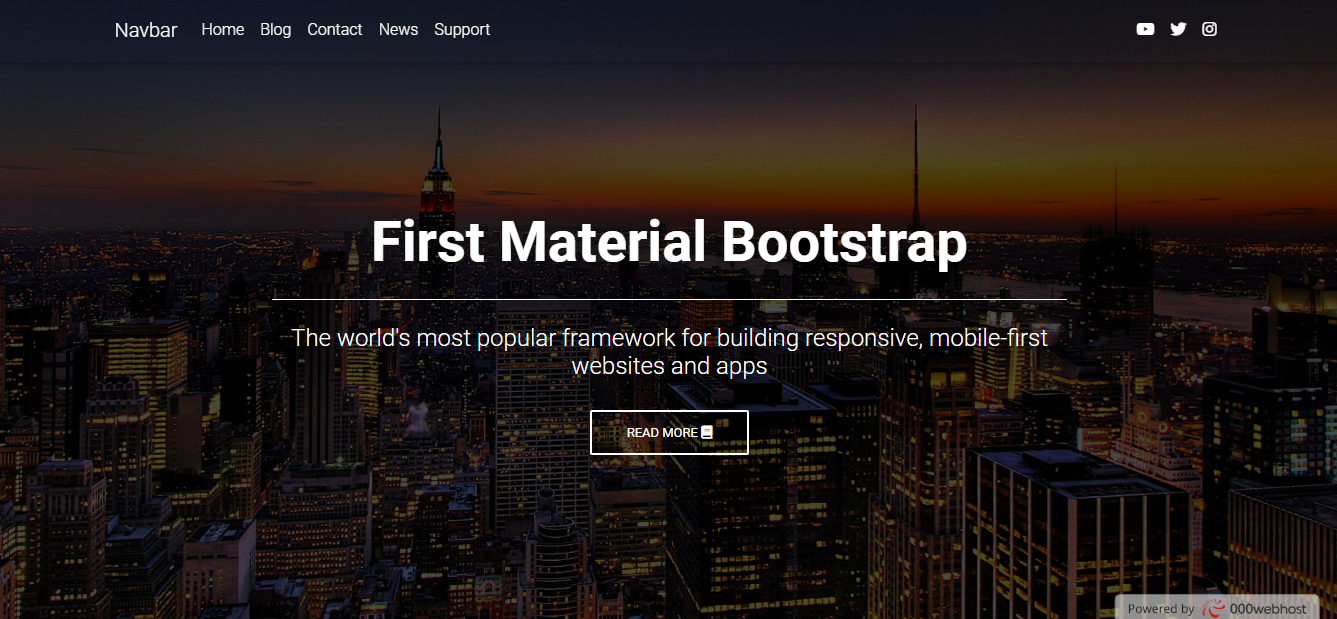 Navbar Home Blog Contact News Support
First Material Bootstrap
The world's most popular framework for building responsive, mobile-first
websites and apps
READ MORE
Powered by 000webhost